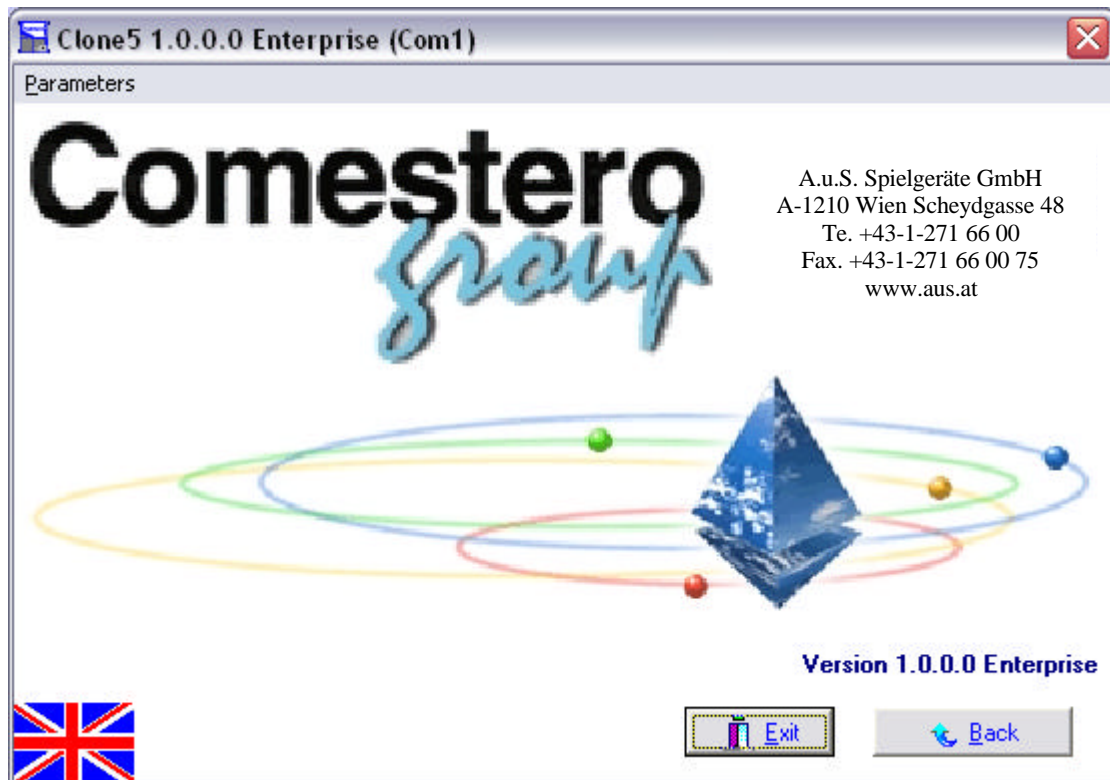 Clone5 1.0.0.0 Enterprise (Com1)
Parameters
Comestero
group
A.u.S. Spielgeräte GmbH
A-1210 Wien Scheydgasse 48
Te. +43-1-271 66 00
Fax. +43-1-271 66 00 75
www.aus.at
Version 1.0.0.0 Enterprise
Exit
Back